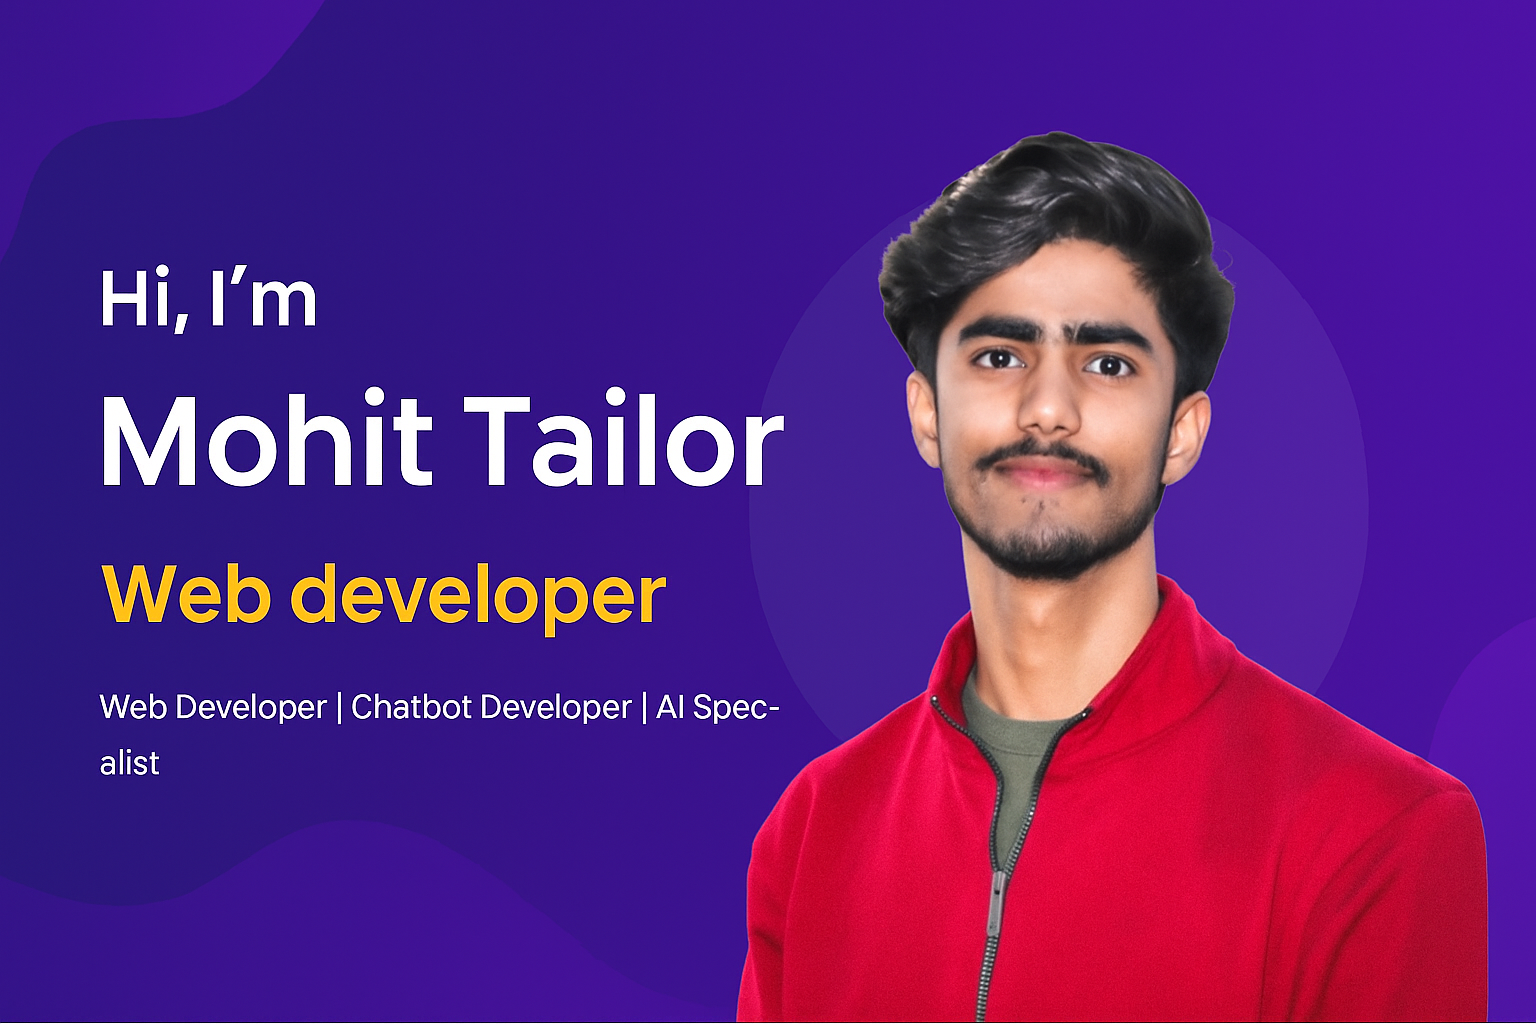 Hi, I’m
Mohit Tailor
Web developer
Web Developer | Chatbot Developer | AI Spec-
alist